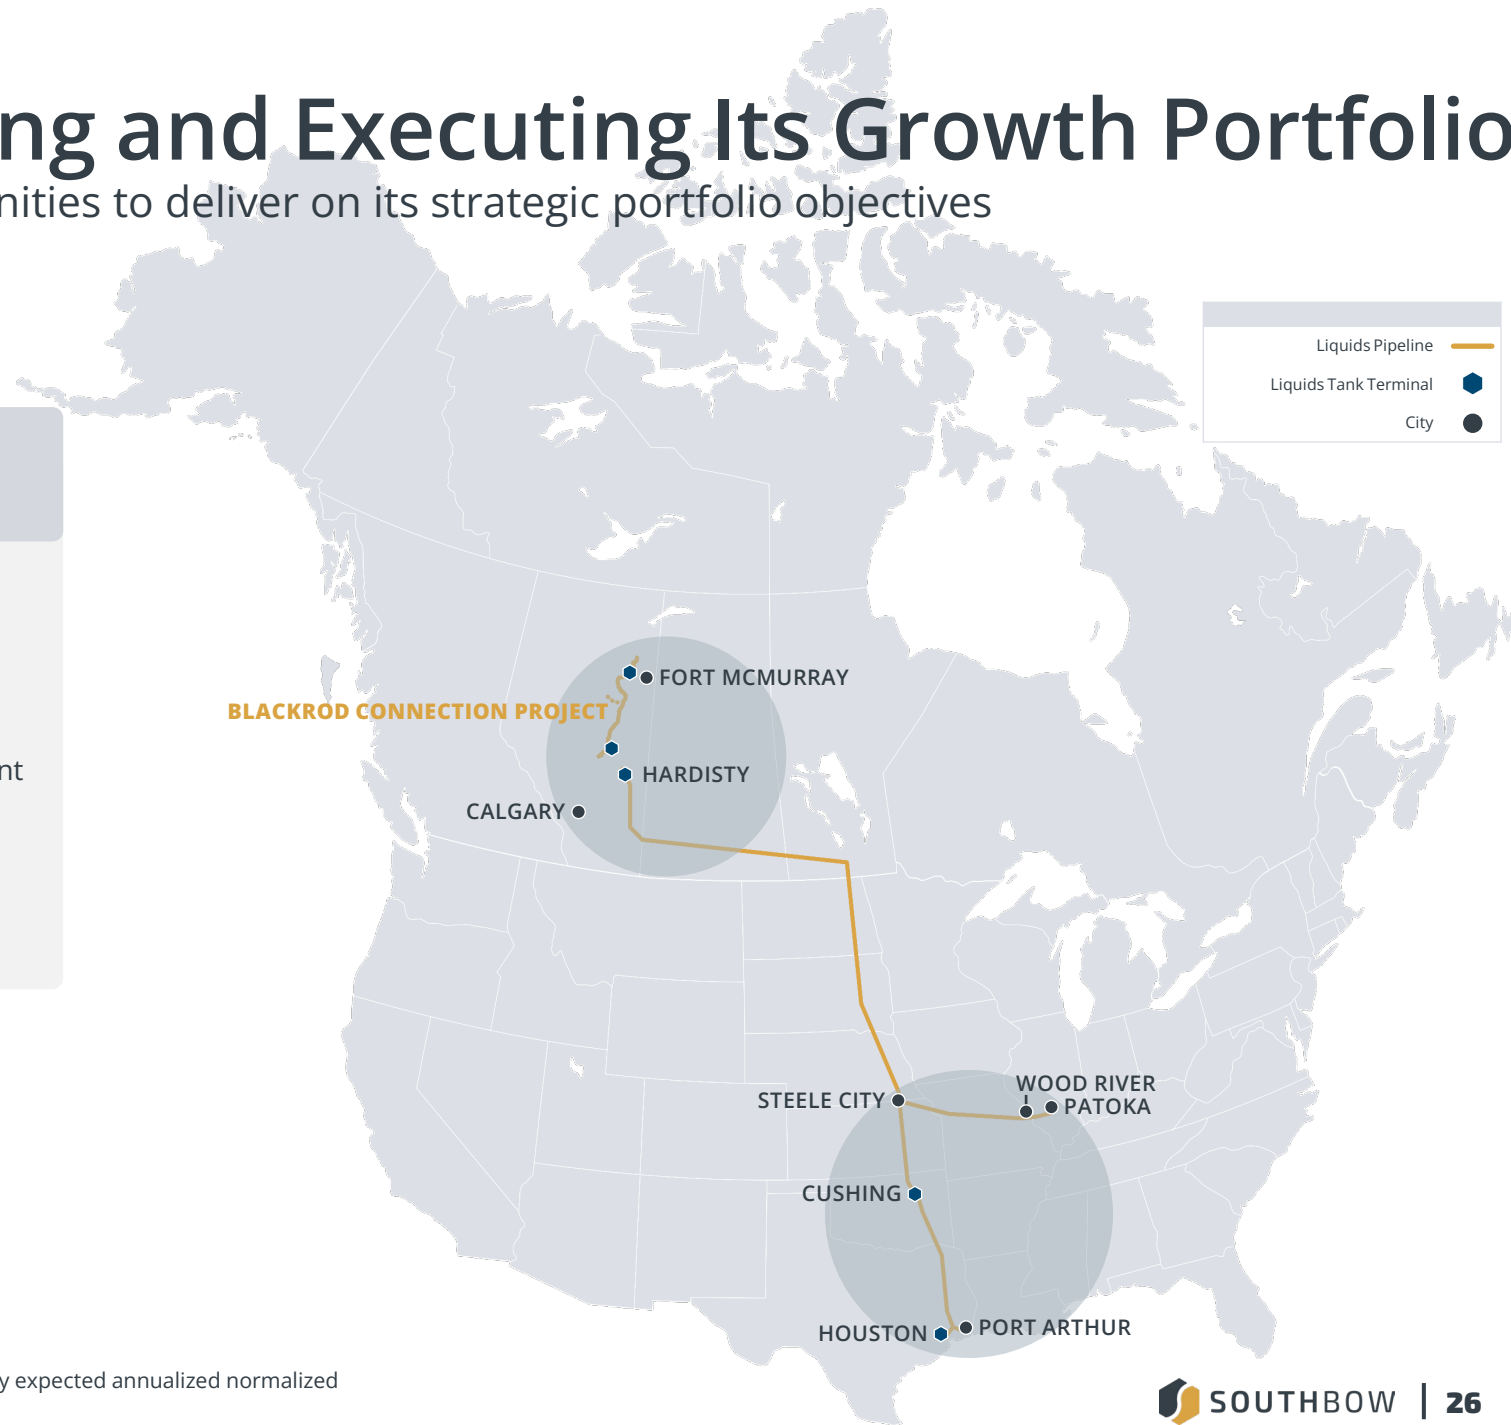 ng and Executing Its Growth Portfolio
nities to deliver on its strategic portfolio objectives
Liquids Pipeline
Liquids Tank Terminal
City
FORT MCMURRAY
BLACKROD CONNECTION PROJECT
nt
HARDISTY
CALGARY
WOOD RIVER
STEELE CITY
PATOKA
CUSHING
HOUSTON
PORT ARTHUR
y expected annualized normalized
SOUTHBOW | 26